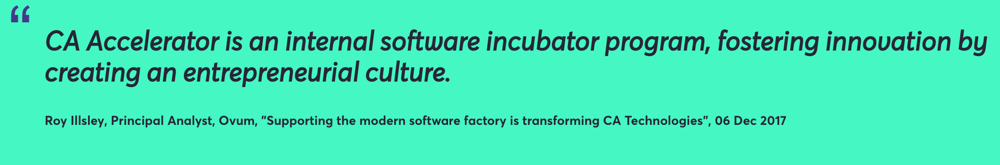 “
CA Accelerator is an internal software incubator program, fostering innovation by
creating an entrepreneurial culture.
Roy Illsley, Principal Analyst, Ovum, ”Supporting the modern software factory is transforming CA Technologies”, 06 Dec 2017